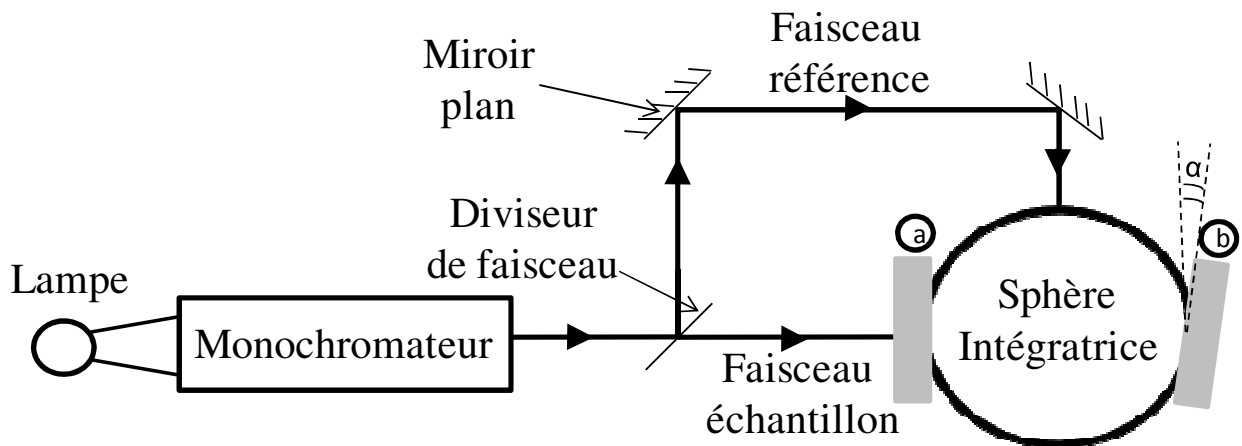 Faisceau
référence
Miroir
plan
α
a
b
Diviseur
de faisceau
Lampe
Monochromateur
Sphère
Intégratrice
Faisceau
échantillon